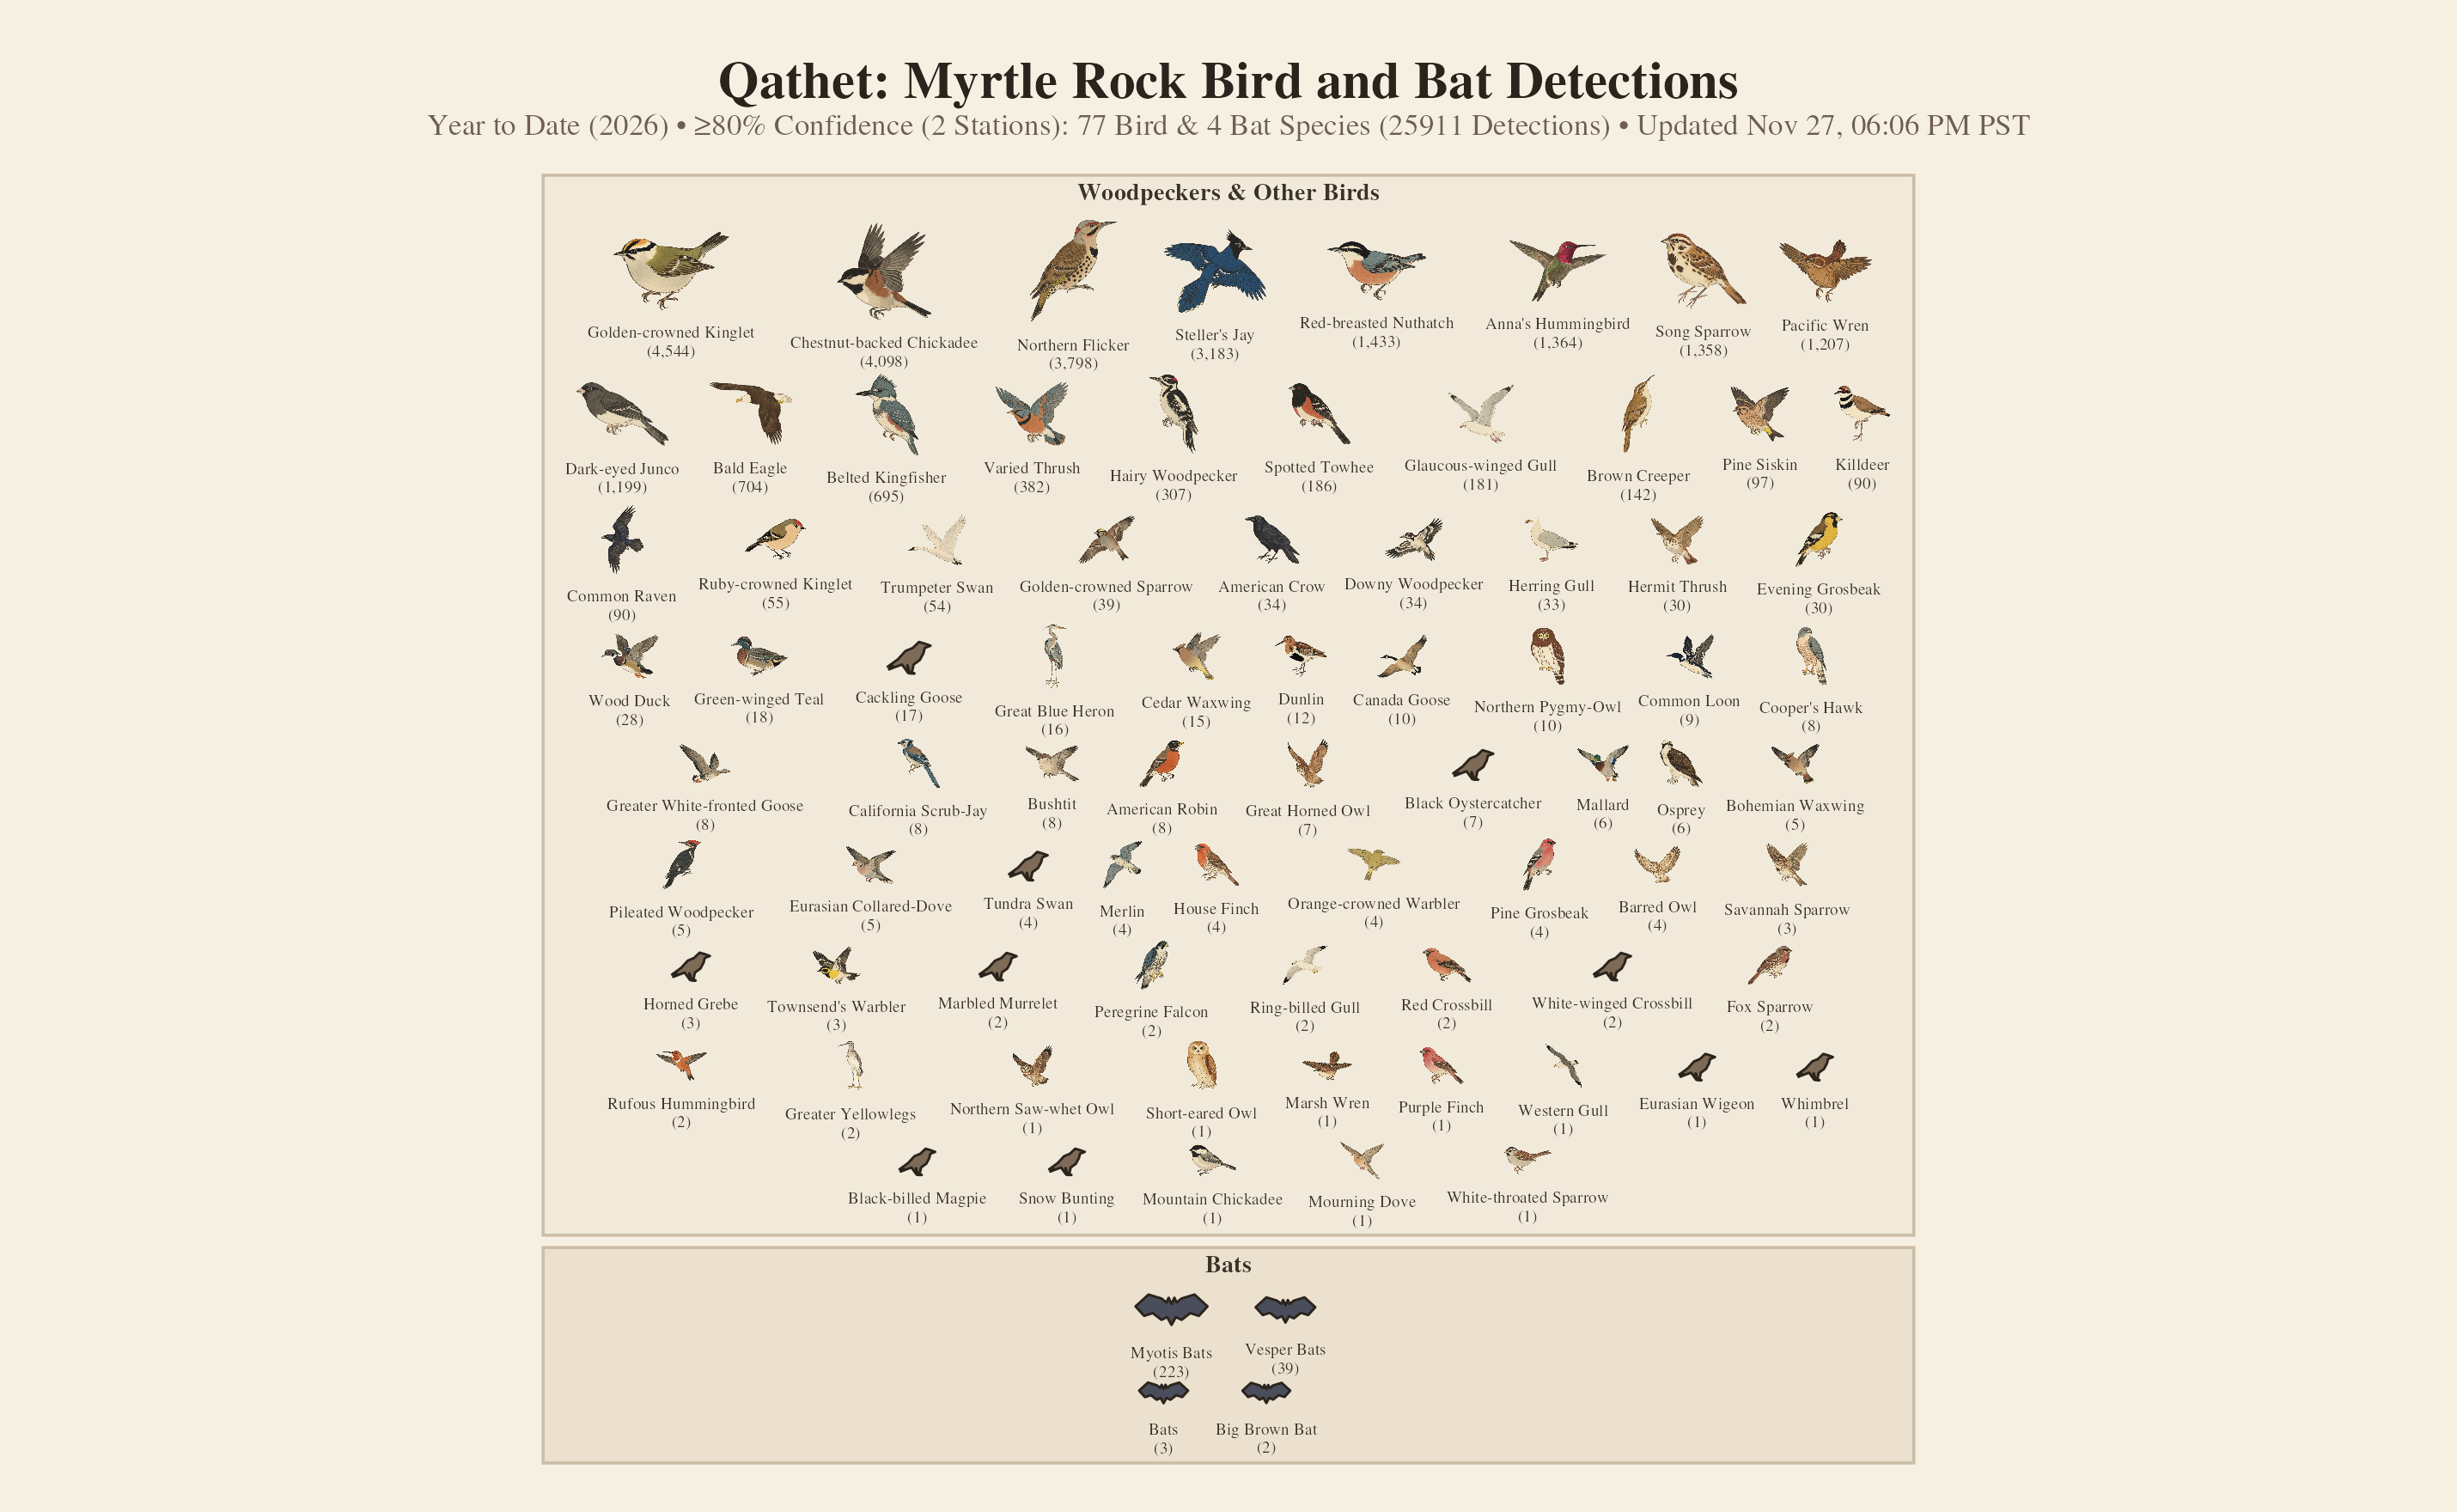 Qathet: Myrtle Rock Bird and Bat Detections
Year to Date (2026) • ≥80% Confidence (2 Stations): 77 Bird & 4 Bat Species (25911 Detections) • Updated Nov 27, 06:06 PM PST
Woodpeckers & Other Birds
Golden-crowned Kinglet
(4,544)
Chestnut-backed Chickadee
(4,098)
Northern Flicker
(3,798)
Steller's Jay
(3,183)
Red-breasted Nuthatch
(1,433)
Anna's Hummingbird
(1,364)
Song Sparrow
(1,358)
Pacific Wren
(1,207)
Dark-eyed Junco
(1,199)
Bald Eagle
(704)
Belted Kingfisher
(695)
Varied Thrush
(382)
Hairy Woodpecker
(307)
Spotted Towhee
(186)
Glaucous-winged Gull
(181)
Brown Creeper
(142)
Pine Siskin
(97)
Killdeer
(90)
Common Raven
(90)
Ruby-crowned Kinglet
(55)
Trumpeter Swan
(54)
Golden-crowned Sparrow
(39)
American Crow
(34)
Downy Woodpecker
(34)
Herring Gull
(33)
Hermit Thrush
(30)
Evening Grosbeak
(30)
Wood Duck
(28)
Green-winged Teal
(18)
Cackling Goose
(17)
Great Blue Heron
(16)
Cedar Waxwing
(15)
Dunlin
(12)
Canada Goose
(10)
Northern Pygmy-Owl
(10)
Common Loon
(9)
Cooper's Hawk
(8)
Greater White-fronted Goose
(8)
California Scrub-Jay
(8)
Bushtit
(8)
American Robin
(8)
Great Horned Owl
(7)
Black Oystercatcher
(7)
Mallard
(6)
Osprey
(6)
Bohemian Waxwing
(5)
Pileated Woodpecker
(5)
Eurasian Collared-Dove
(5)
Tundra Swan
(4)
Merlin
(4)
House Finch
(4)
Orange-crowned Warbler
(4)
Pine Grosbeak
(4)
Barred Owl
(4)
Savannah Sparrow
(3)
Horned Grebe
(3)
Townsend's Warbler
(3)
Marbled Murrelet
(2)
Peregrine Falcon
(2)
Ring-billed Gull
(2)
Red Crossbill
(2)
White-winged Crossbill
(2)
Fox Sparrow
(2)
Rufous Hummingbird
(2)
Greater Yellowlegs
(2)
Northern Saw-whet Owl
(1)
Short-eared Owl
(1)
Marsh Wren
(1)
Purple Finch
(1)
Western Gull
(1)
Eurasian Wigeon
(1)
Whimbrel
(1)
Black-billed Magpie
(1)
Snow Bunting
(1)
Mountain Chickadee
(1)
Mourning Dove
(1)
White-throated Sparrow
(1)
Bats
Myotis Bats
(223)
Vesper Bats
(39)
Bats
(3)
Big Brown Bat
(2)